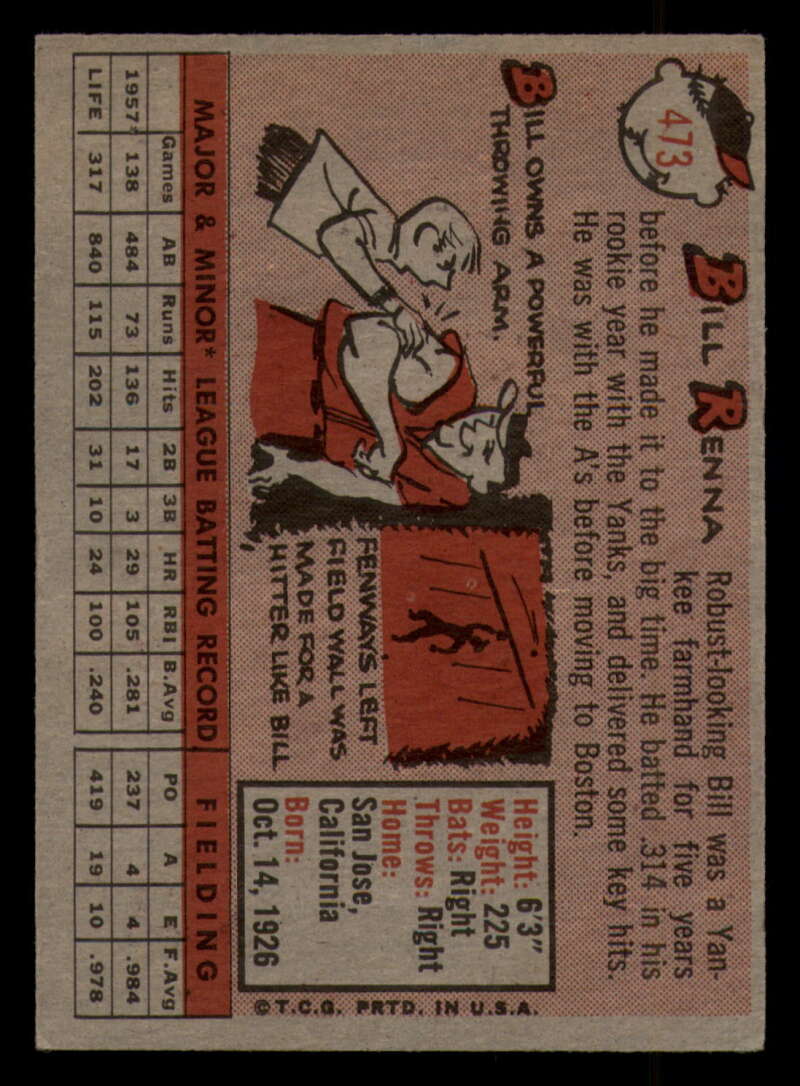 473
BILL RENNA
Robust-looking Bill was a Yan-
kee farmhand for five years
before he made it to the big time. He batted .314 in his
rookie year with the Yanks, and delivered some key hits.
He was with the A's before moving to Boston.
BILL OWNS A POWERFUL
THROWING ARM.
FENWAYS LEFT
FIELD WALL WAS
MADE FOR A
HITTER LIKE BILL
Height: 6'3"
Weight: 225
Bats: Right
Throws: Right
Home:
San Jose,
California
Born:
Oct. 14, 1926
© T.C.G. PRTD. IN U.S.A.
MAJOR & MINOR* LEAGUE BATTING RECORD FIELDING
Games AB Runs Hits 2B 3B HR RBI B.Avg PO A E F.Avg
1957* 138 484 73 136 17 3 29 105 .281 237 4 4 .984
LIFE 317 840 115 202 31 10 24 100 .240 419 19 10 .978